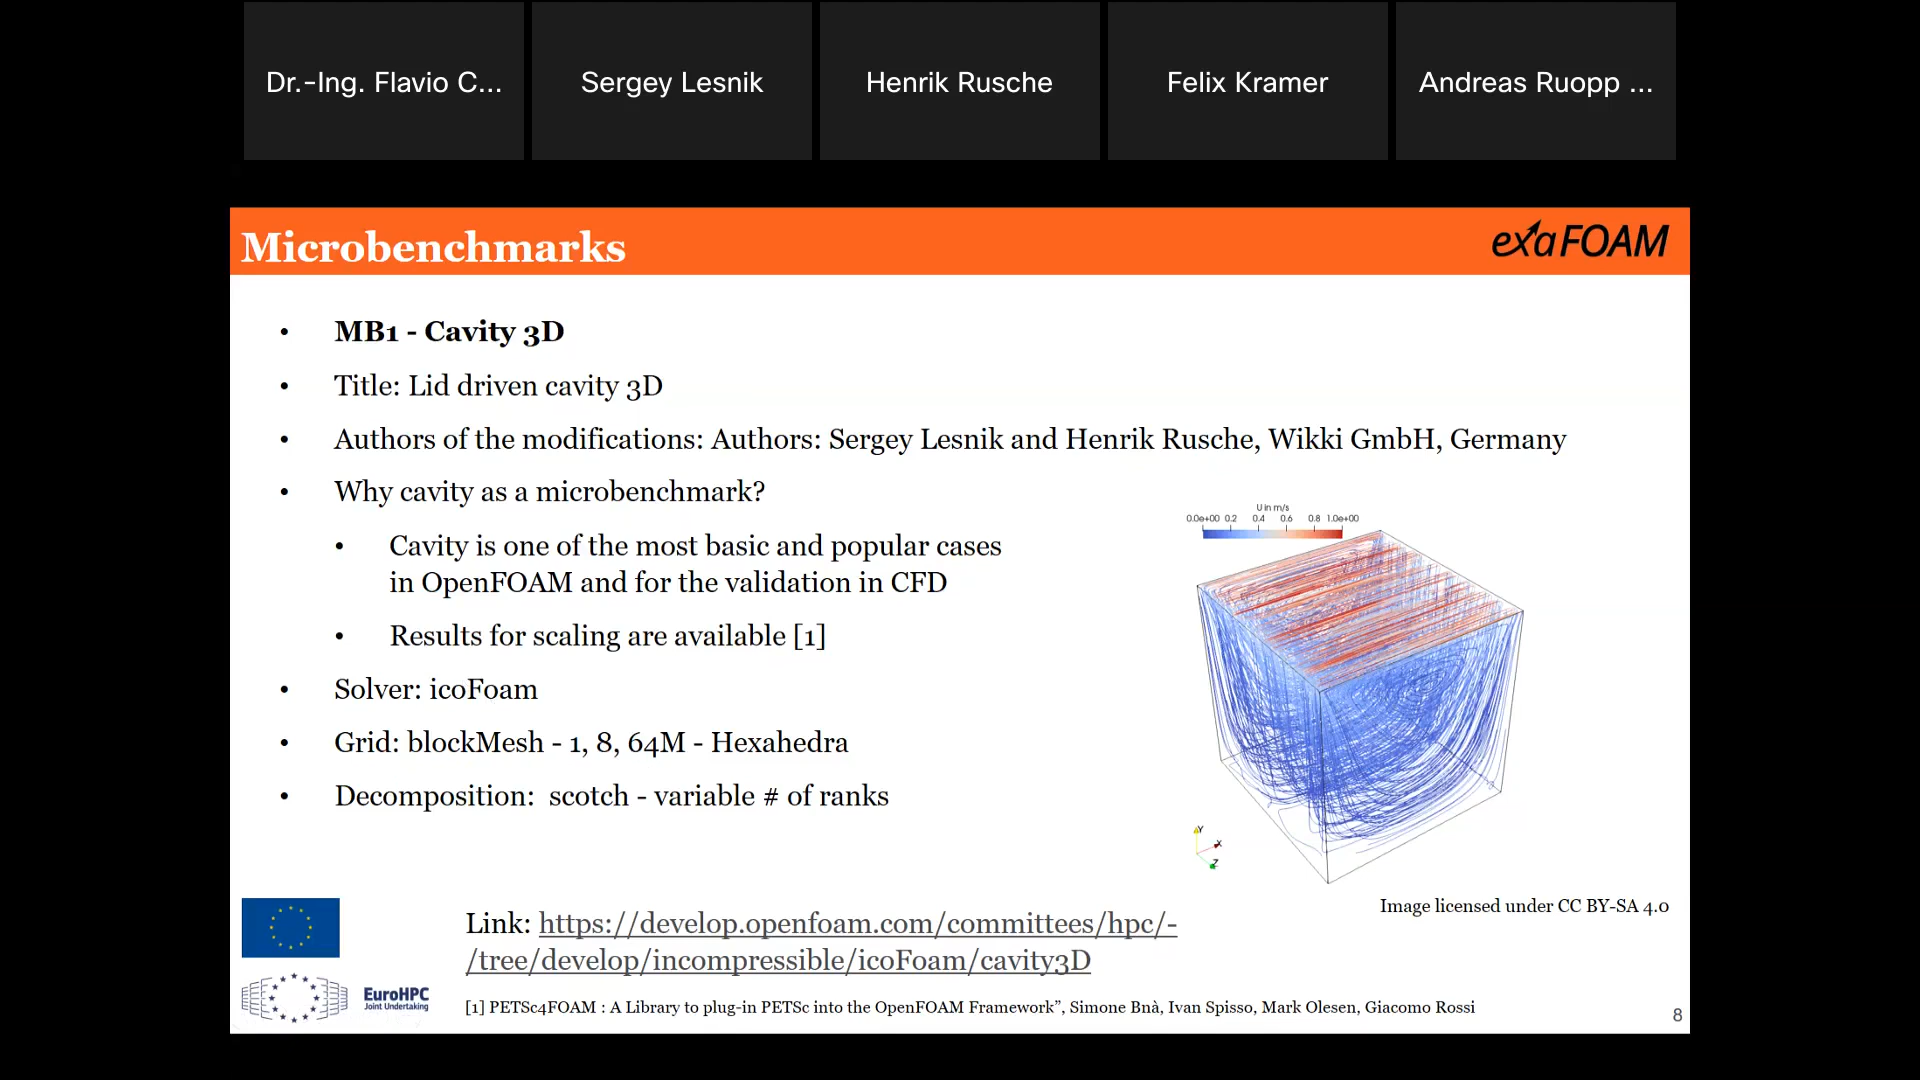 Dr.-Ing. Flavio C...
Sergey Lesnik
Henrik Rusche
Felix Kramer
Andreas Ruopp ...
Microbenchmarks
exaFOAM
• MB1 - Cavity 3D
• Title: Lid driven cavity 3D
• Authors of the modifications: Authors: Sergey Lesnik and Henrik Rusche, Wikki GmbH, Germany
• Why cavity as a microbenchmark?
• Cavity is one of the most basic and popular cases
in OpenFOAM and for the validation in CFD
• Results for scaling are available [1]
• Solver: icoFoam
• Grid: blockMesh - 1, 8, 64M - Hexahedra
• Decomposition: scotch - variable # of ranks
U in m/s
0.0e+00 0.2 0.4 0.6 0.8 1.0e+00
Y
X
Z
Image licensed under CC BY-SA 4.0
Link: https://develop.openfoam.com/committees/hpc/-
/tree/develop/incompressible/icoFoam/cavity3D
EuroHPC
Joint Undertaking
[1] PETSc4FOAM : A Library to plug-in PETSc into the OpenFOAM Framework”, Simone Bnà, Ivan Spisso, Mark Olesen, Giacomo Rossi
8